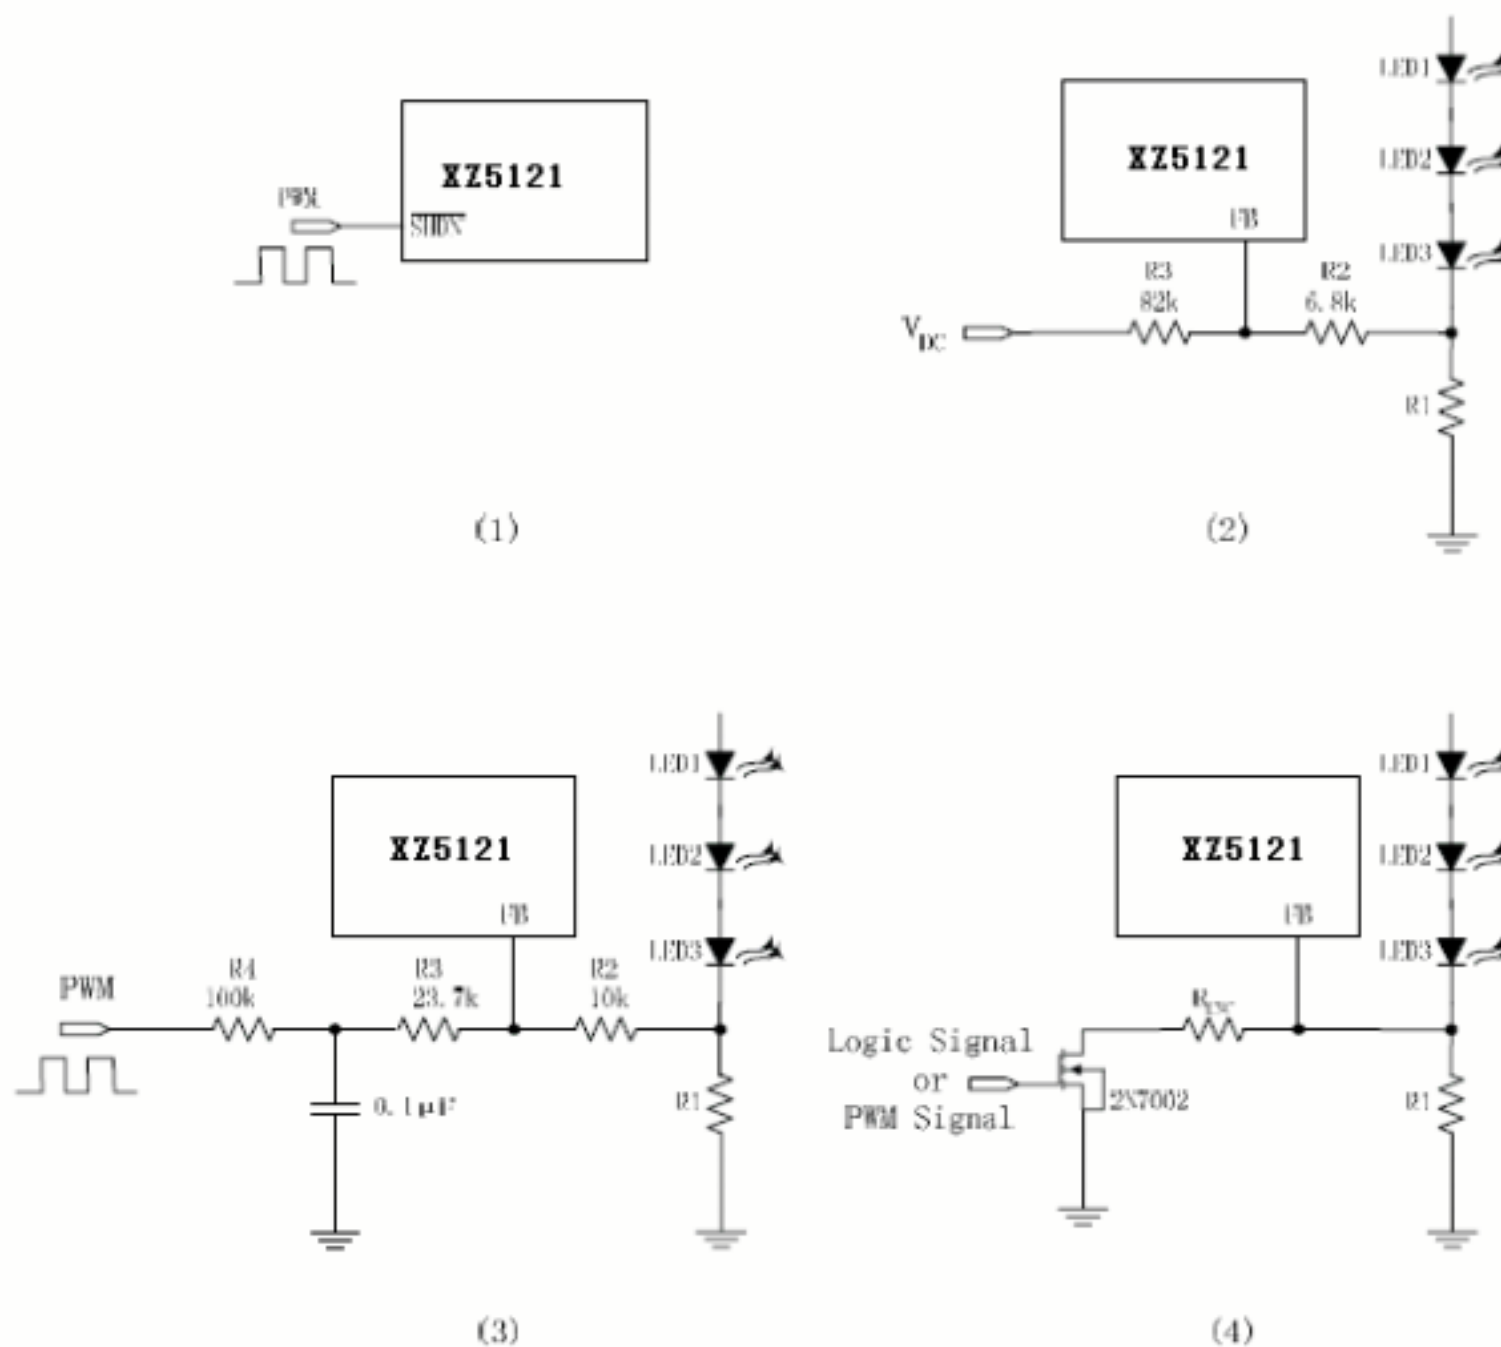 XZ5121
PWM
SHDN
(1)
XZ5121
FB
LED1
LED2
LED3
R3
82k
R2
6.8k
VDC
R1
(2)
XZ5121
FB
LED1
LED2
LED3
PWM
R4
100k
R3
23.7k
R2
10k
0.1μF
R1
(3)
XZ5121
FB
LED1
LED2
LED3
Logic Signal
or
PWM Signal
2N7002
R1
(4)